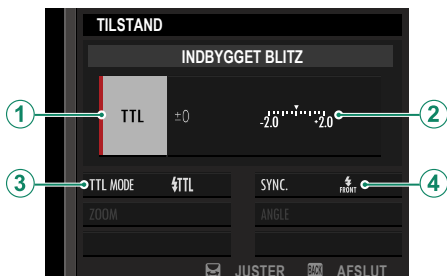 TILSTAND
INDBYGGET BLITZ
1 TTL ±0 -2.0 +2.0 2
3 TTL MODE TTL SYNC. FRONT 4
ZOOM ANGLE
JUSTER BACK AFSLUT